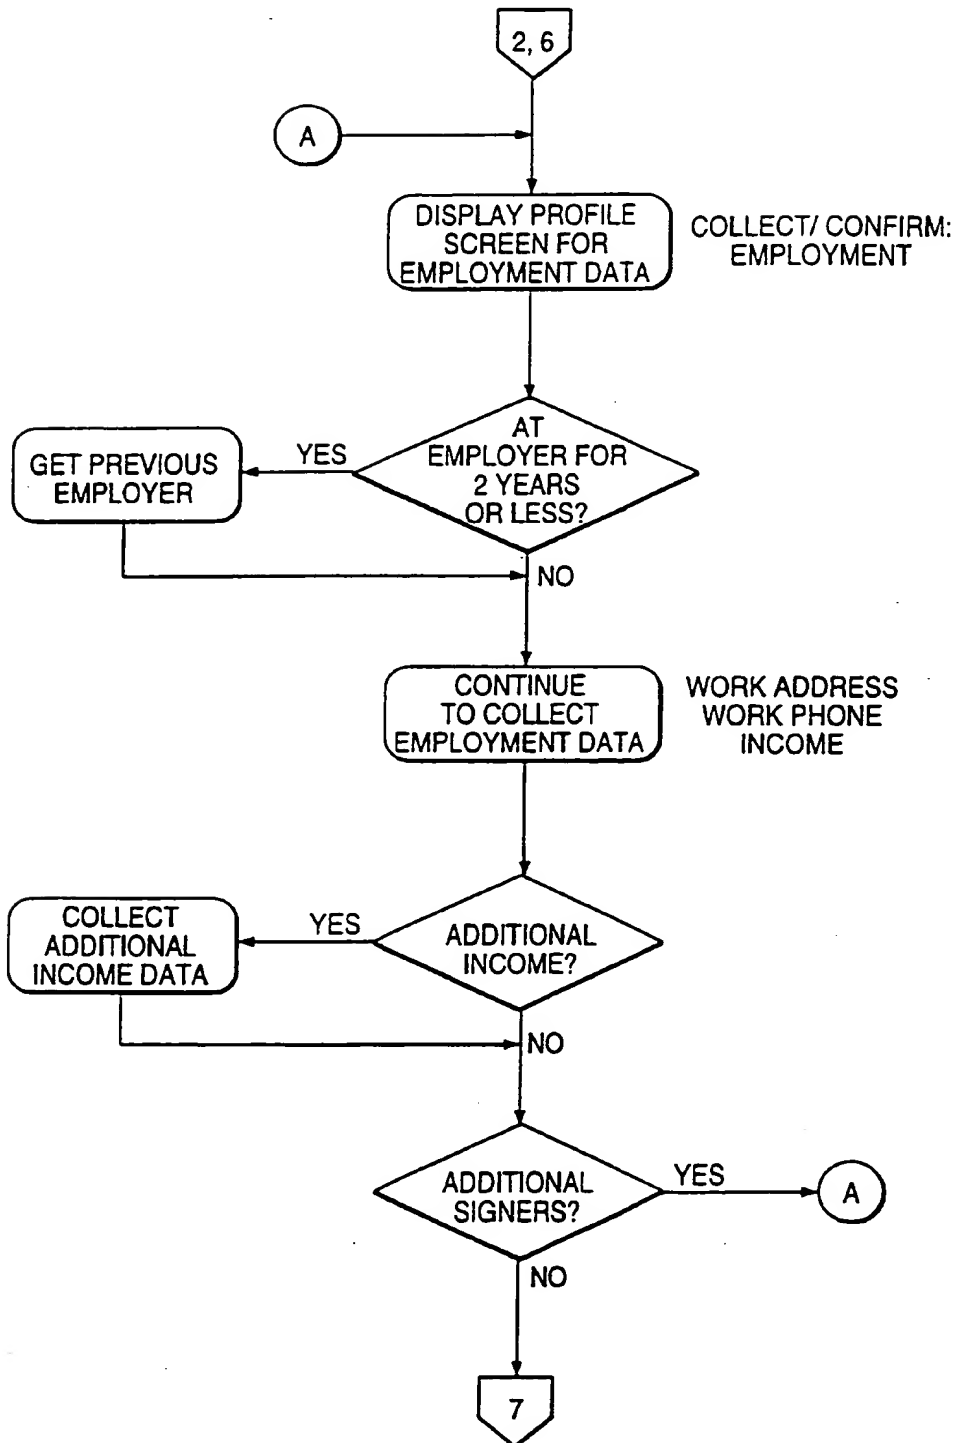 2, 6
A
DISPLAY PROFILE
SCREEN FOR
EMPLOYMENT DATA
COLLECT/ CONFIRM:
EMPLOYMENT
AT
EMPLOYER FOR
2 YEARS
OR LESS?
YES
GET PREVIOUS
EMPLOYER
NO
CONTINUE
TO COLLECT
EMPLOYMENT DATA
WORK ADDRESS
WORK PHONE
INCOME
ADDITIONAL
INCOME?
YES
COLLECT
ADDITIONAL
INCOME DATA
NO
ADDITIONAL
SIGNERS?
YES
A
NO
7